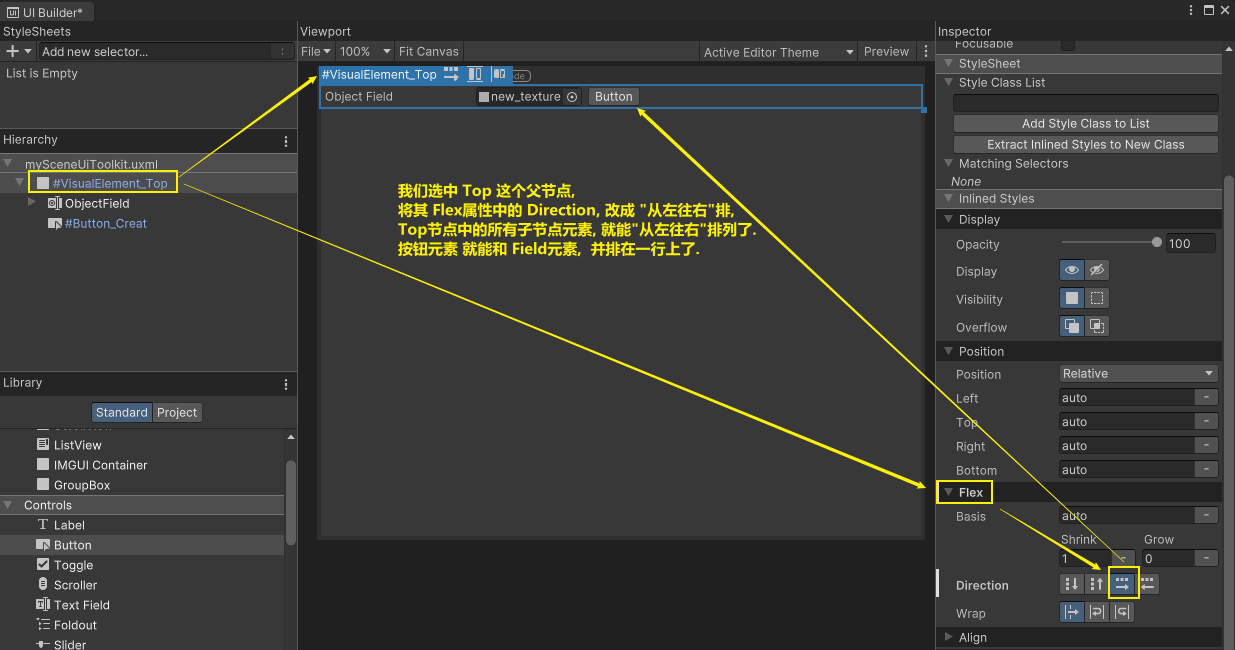 UI Builder*
StyleSheets
Add new selector...
List is Empty
Hierarchy
mySceneUiToolkit.uxml
#VisualElement_Top
ObjectField
#Button_Creat
Library
Standard
Project
ListView
IMGUI Container
GroupBox
Controls
Label
Button
Toggle
Scroller
Text Field
Foldout
Slider
Viewport
File
100%
Fit Canvas
Active Editor Theme
Preview
#VisualElement_Top
Object Field
new_texture
Button
我们选中 Top 这个父节点,
将其 Flex属性中的 Direction, 改成 "从左往右"排,
Top节点中的所有子节点元素, 就能"从左往右"排列了.
按钮元素 就能和 Field元素, 并排在一行上了.
Inspector
Focusable
StyleSheet
Style Class List
Add Style Class to List
Extract Inlined Styles to New Class
Matching Selectors
None
Inlined Styles
Display
Opacity
100
Display
Visibility
Overflow
Position
Position
Relative
Left
auto
Top
auto
Right
auto
Bottom
auto
Flex
Basis
auto
Shrink
Grow
1
0
Direction
Wrap
Align